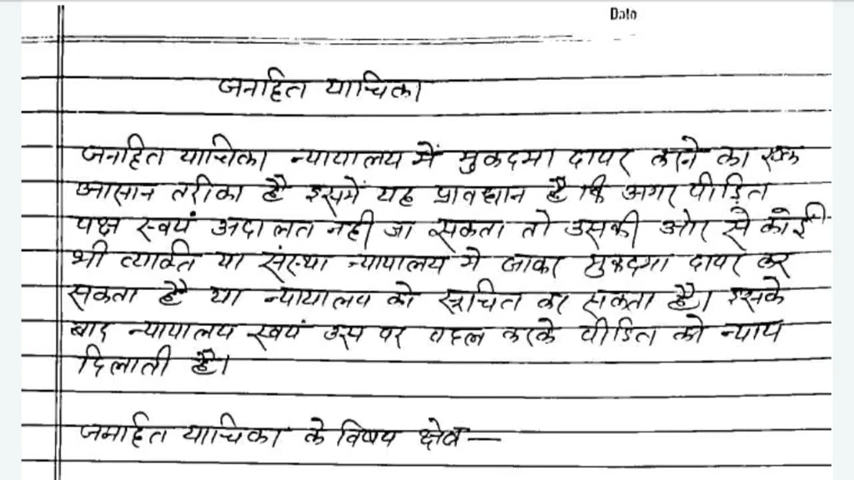 Date
जनहित याचिका
जनहित याचिका न्यायालय में मुकदमा दायर करने का एक
आसान तरीका है इसमें यह प्रावधान है कि अगर पीड़ित
पक्ष स्वयं अदालत नहीं जा सकता तो उसकी ओर से कोई
भी व्यक्ति या संस्था न्यायालय मे जाकर मुकदमा दायर कर
सकता है या न्यायालय को सूचित कर सकता है। इसके
बाद न्यायालय स्वयं उस पर पहल करके पीडित को न्याय
दिलाती है।
जनहित याचिका के विषय क्षेत्र —